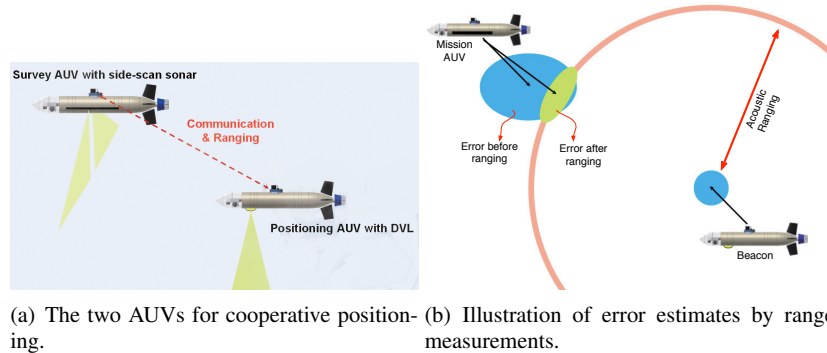 Survey AUV with side-scan sonar
Communication
& Ranging
Positioning AUV with DVL
Mission
AUV
Error before
ranging
Error after
ranging
Acoustic
Ranging
Beacon
(a) The two AUVs for cooperative position-
ing.
(b) Illustration of error estimates by range
measurements.